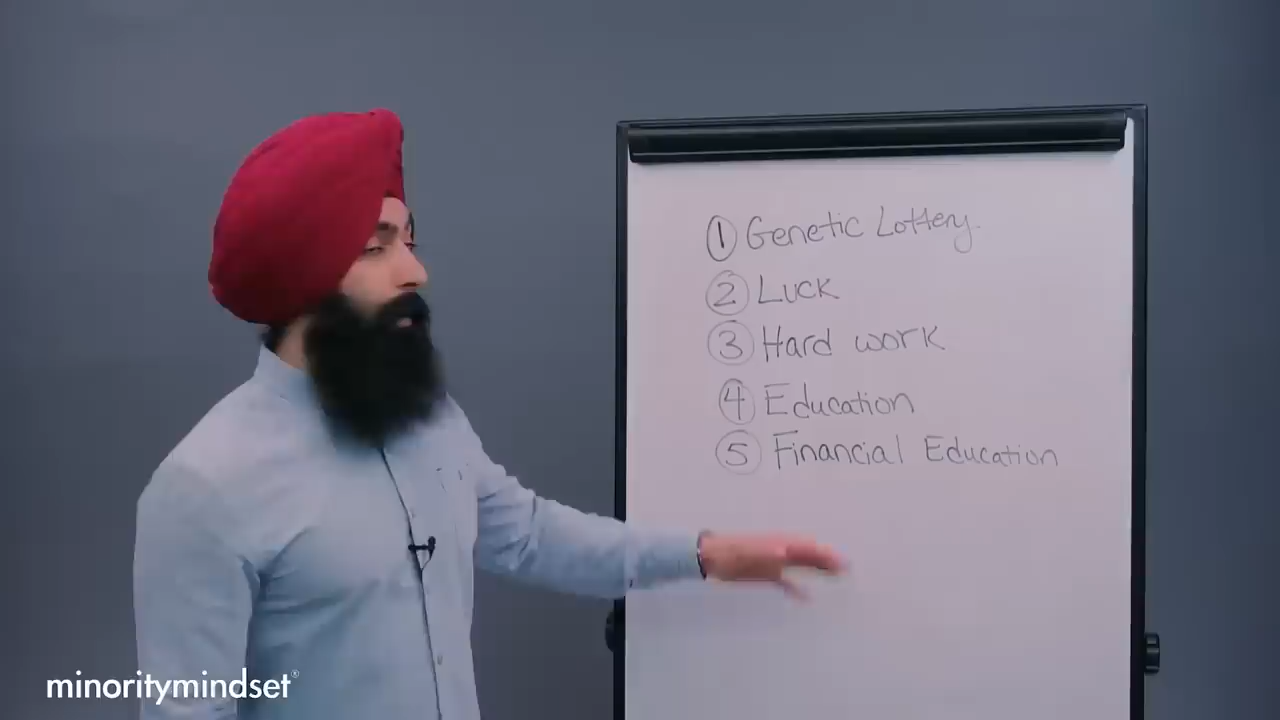 ① Genetic Lottery.
② Luck
③ Hard work
④ Education
⑤ Financial Education
minoritymindset®